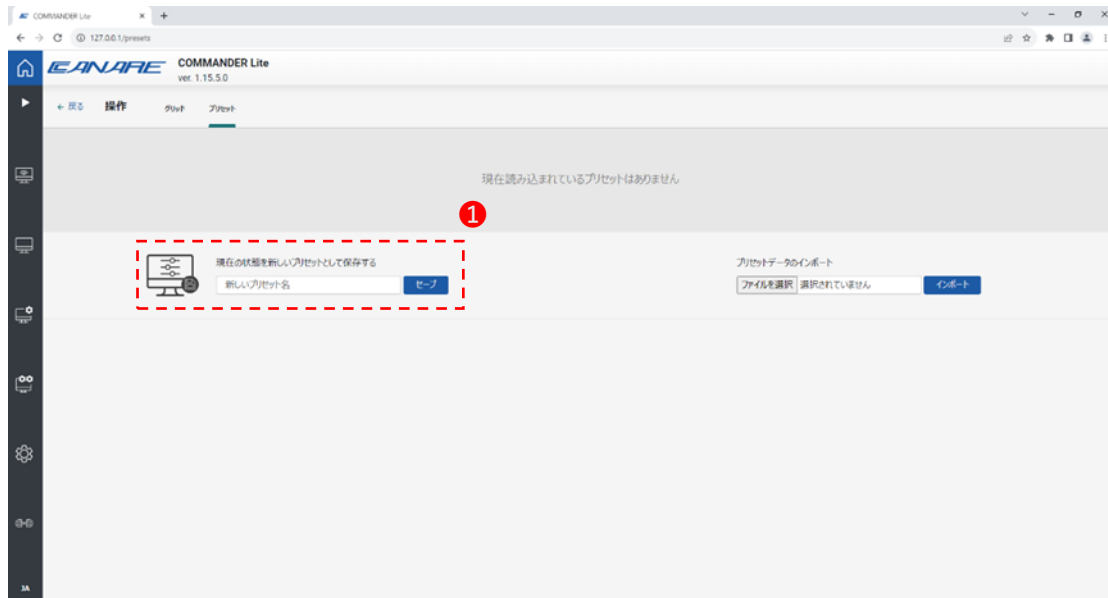 COMMANDER Lite
127.0.0.1/presets
CANARE
COMMANDER Lite
ver. 1.15.5.0
← 戻る 操作 グリッド プリセット
現在読み込まれているプリセットはありません
1
現在の状態を新しいプリセットとして保存する
新しいプリセット名 セーブ
プリセットデータのインポート
ファイルを選択 選択されていません インポート
JA